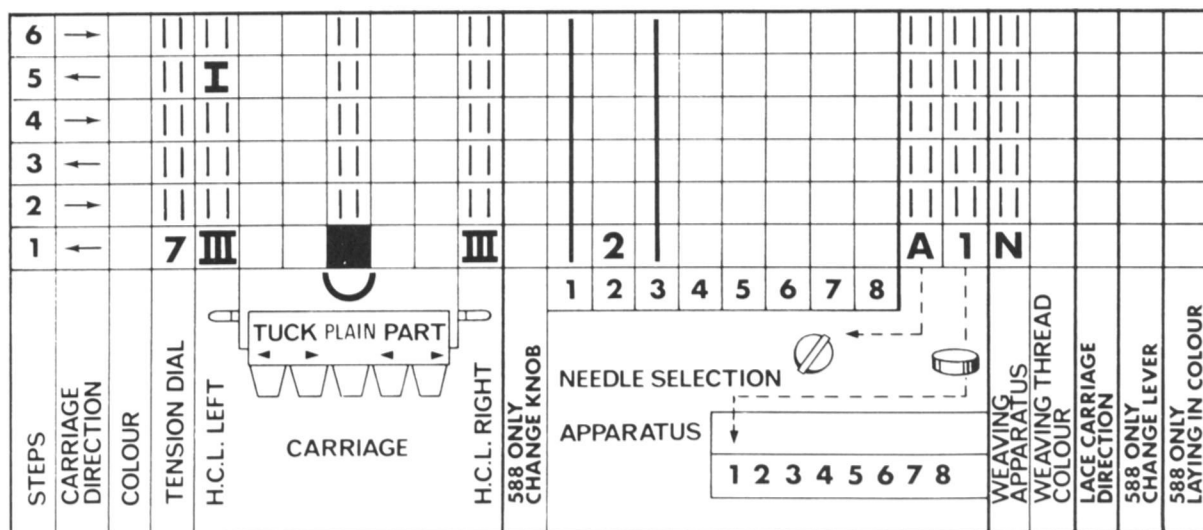 6 →
5 ← I
4 →
3 ←
2 →
1 ← 7 III III 2 A 1 N
1 2 3 4 5 6 7 8
TUCK PLAIN PART
CARRIAGE
NEEDLE SELECTION
APPARATUS
1 2 3 4 5 6 7 8
STEPS
CARRIAGE
DIRECTION
COLOUR
TENSION DIAL
H.C.L. LEFT
H.C.L. RIGHT
588 ONLY
CHANGE KNOB
WEAVING
APPARATUS
WEAVING THREAD
COLOUR
LACE CARRIAGE
DIRECTION
588 ONLY
CHANGE LEVER
588 ONLY
LAYING IN COLOUR